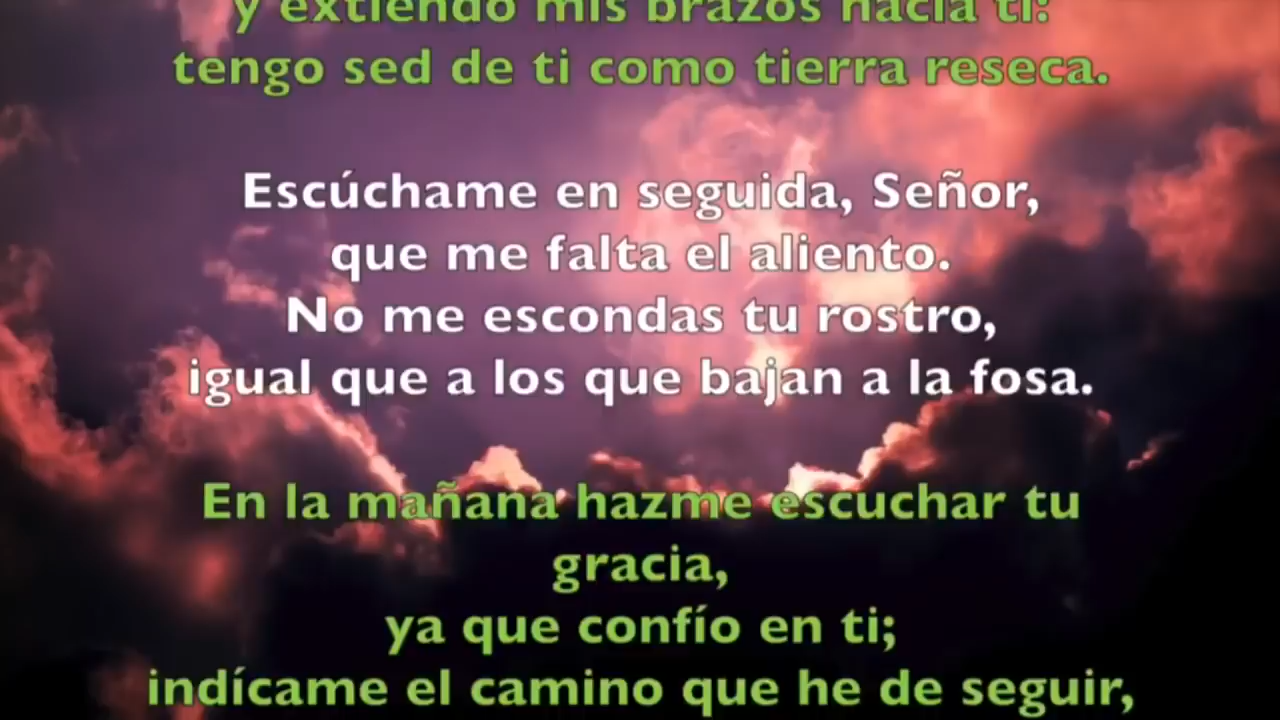 y extiendo mis brazos hacia ti:
tengo sed de ti como tierra reseca.
Escúchame en seguida, Señor,
que me falta el aliento.
No me escondas tu rostro,
igual que a los que bajan a la fosa.
En la mañana hazme escuchar tu
gracia,
ya que confío en ti;
indícame el camino que he de seguir,